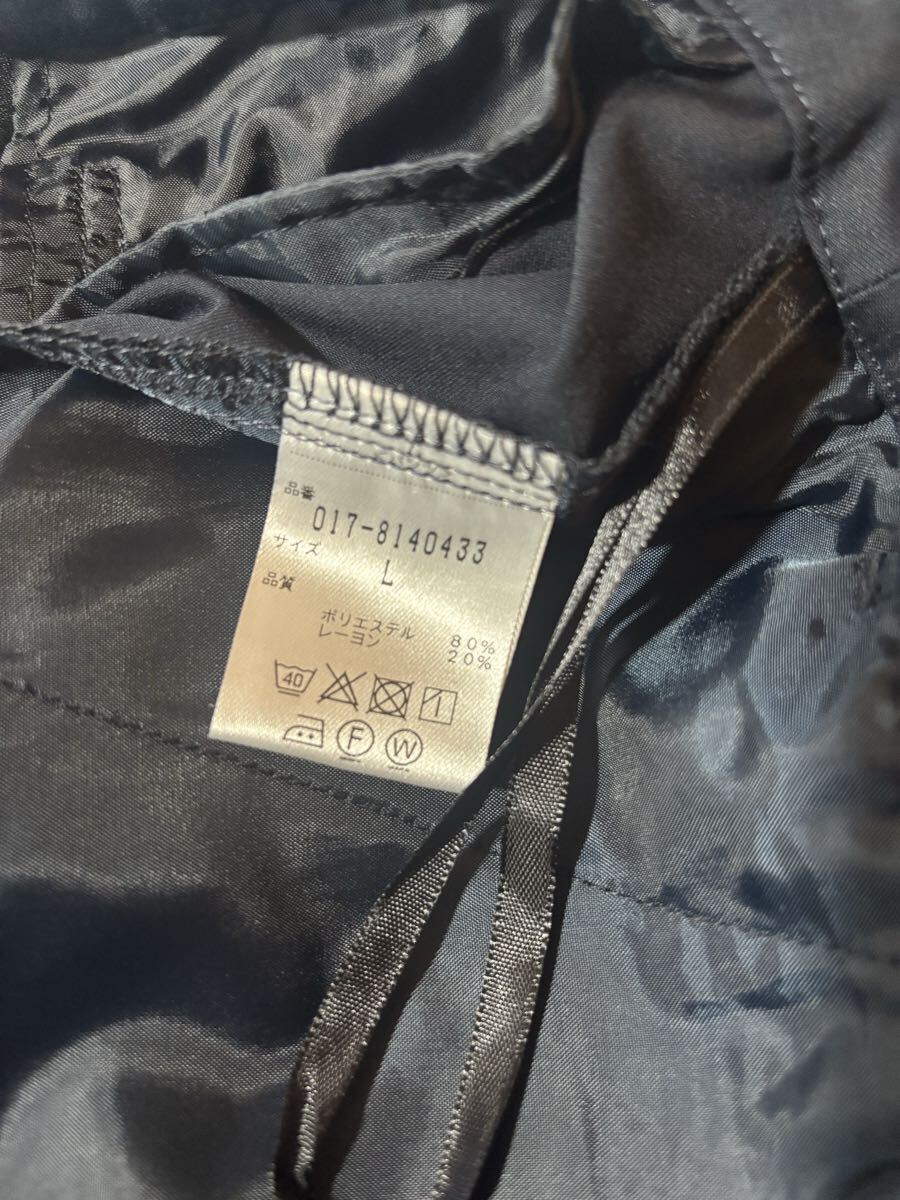 品番
017-8140433
サイズ
L
品質
ポリエステル 80%
レーヨン 20%
40
F W